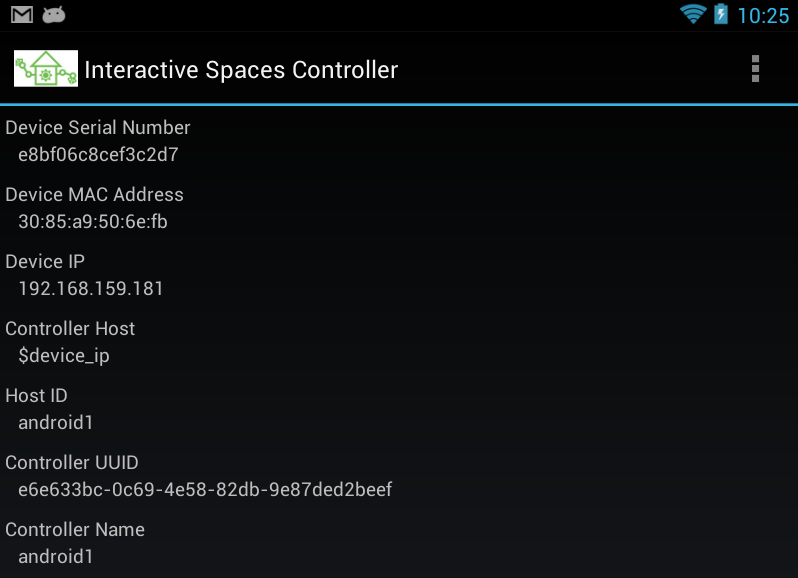 10:25
Interactive Spaces Controller
Device Serial Number
e8bf06c8cef3c2d7
Device MAC Address
30:85:a9:50:6e:fb
Device IP
192.168.159.181
Controller Host
$device_ip
Host ID
android1
Controller UUID
e6e633bc-0c69-4e58-82db-9e87ded2beef
Controller Name
android1